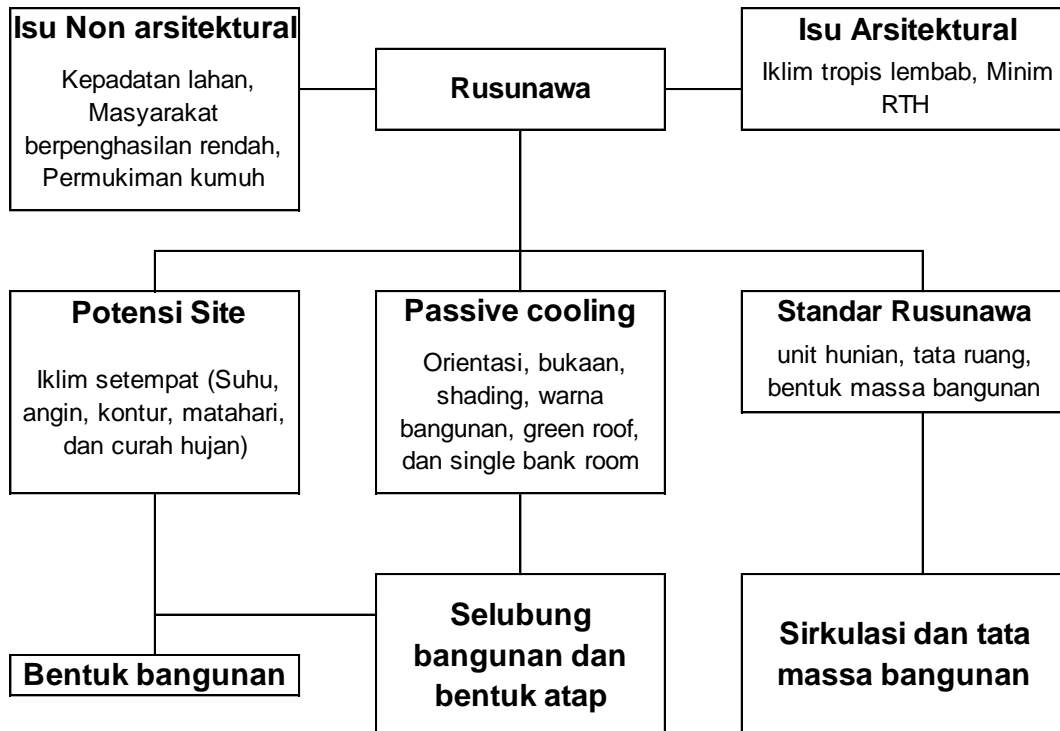 Isu Non arsitektural
Kepadatan lahan,
Masyarakat
berpenghasilan rendah,
Permukiman kumuh
Rusunawa
Isu Arsitektural
Iklim tropis lembab, Minim
RTH
Potensi Site
Iklim setempat (Suhu,
angin, kontur, matahari,
dan curah hujan)
Passive cooling
Orientasi, bukaan,
shading, warna
bangunan, green roof,
dan single bank room
Standar Rusunawa
unit hunian, tata ruang,
bentuk massa bangunan
Bentuk bangunan
Selubung
bangunan dan
bentuk atap
Sirkulasi dan tata
massa bangunan